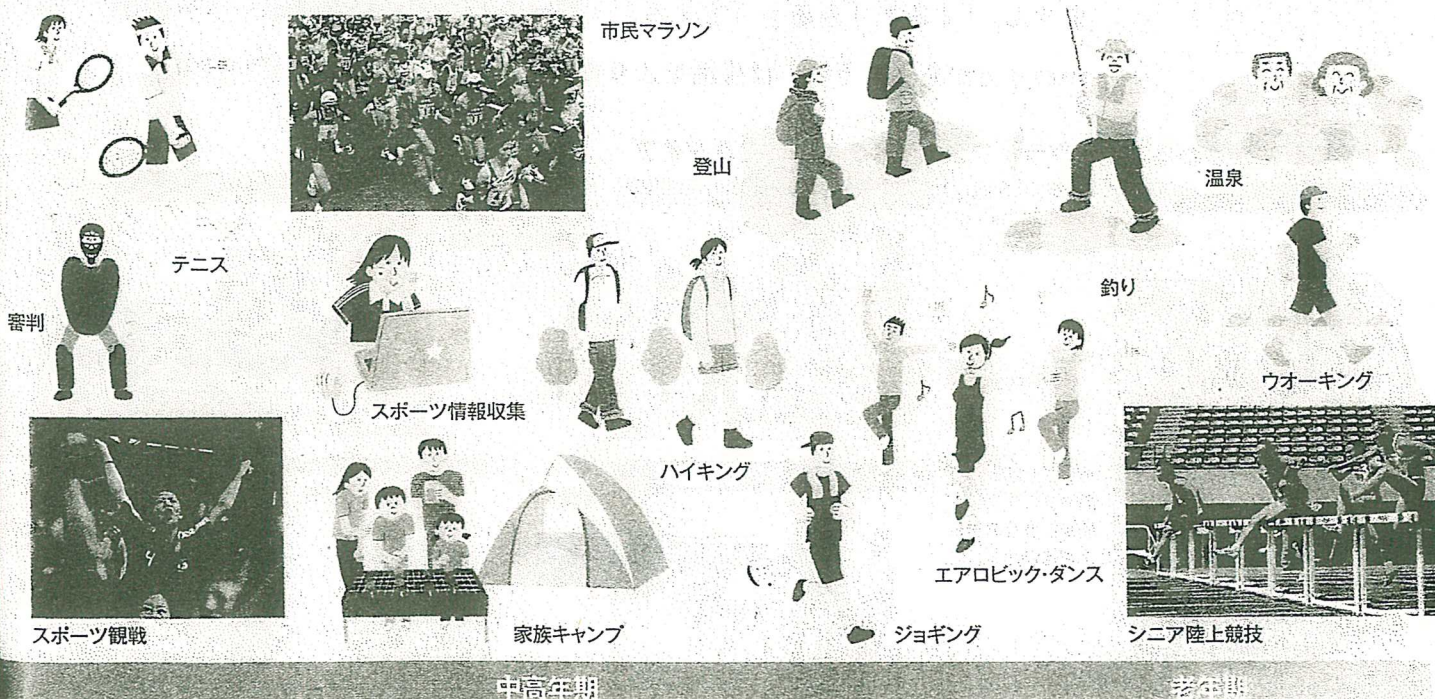 市民マラソン
登山
温泉
テニス
釣り
審判
ウオーキング
スポーツ情報収集
ハイキング
エアロビック・ダンス
スポーツ観戦
家族キャンプ
ジョギング
シニア陸上競技
中高年期
老年期